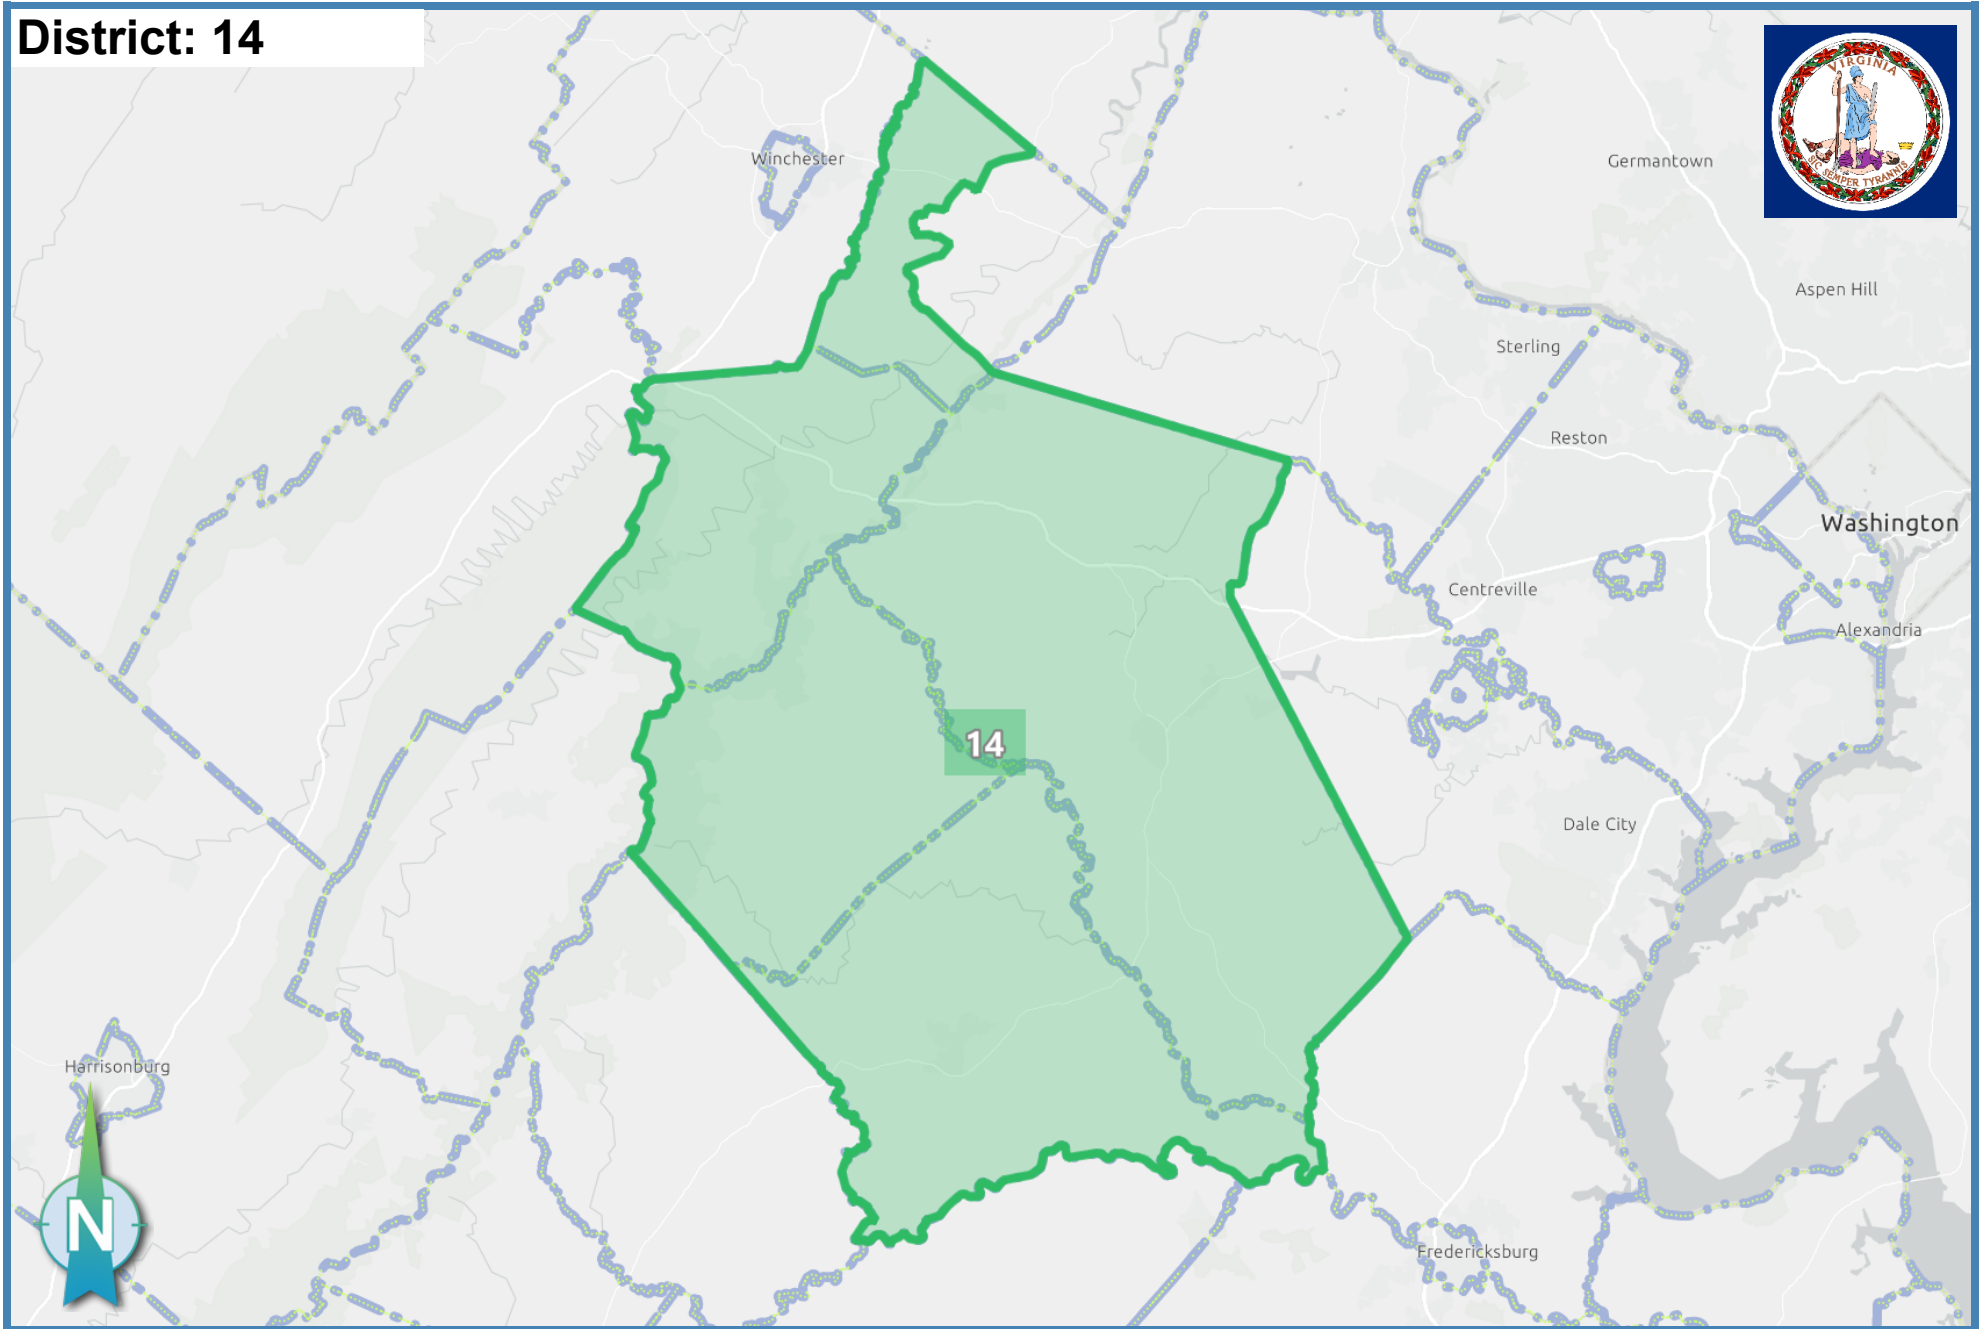 District: 14
VIRGINIA
SIC SEMPER TYRANNIS
Winchester
Germantown
Aspen Hill
Sterling
Reston
Washington
Centreville
Alexandria
14
Dale City
Harrisonburg
N
Fredericksburg